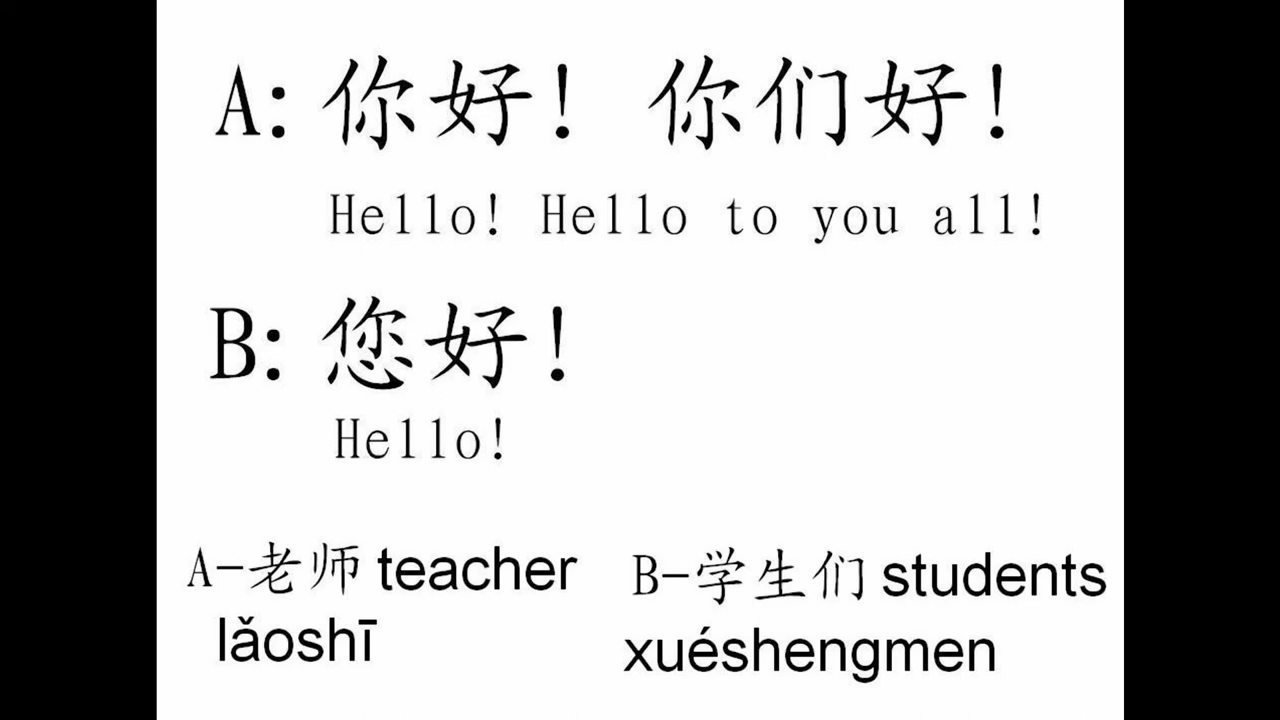 A: 你好! 你们好!
Hello! Hello to you all!
B: 您好!
Hello!
A-老师 teacher
lǎoshī
B-学生们 students
xuéshengmen